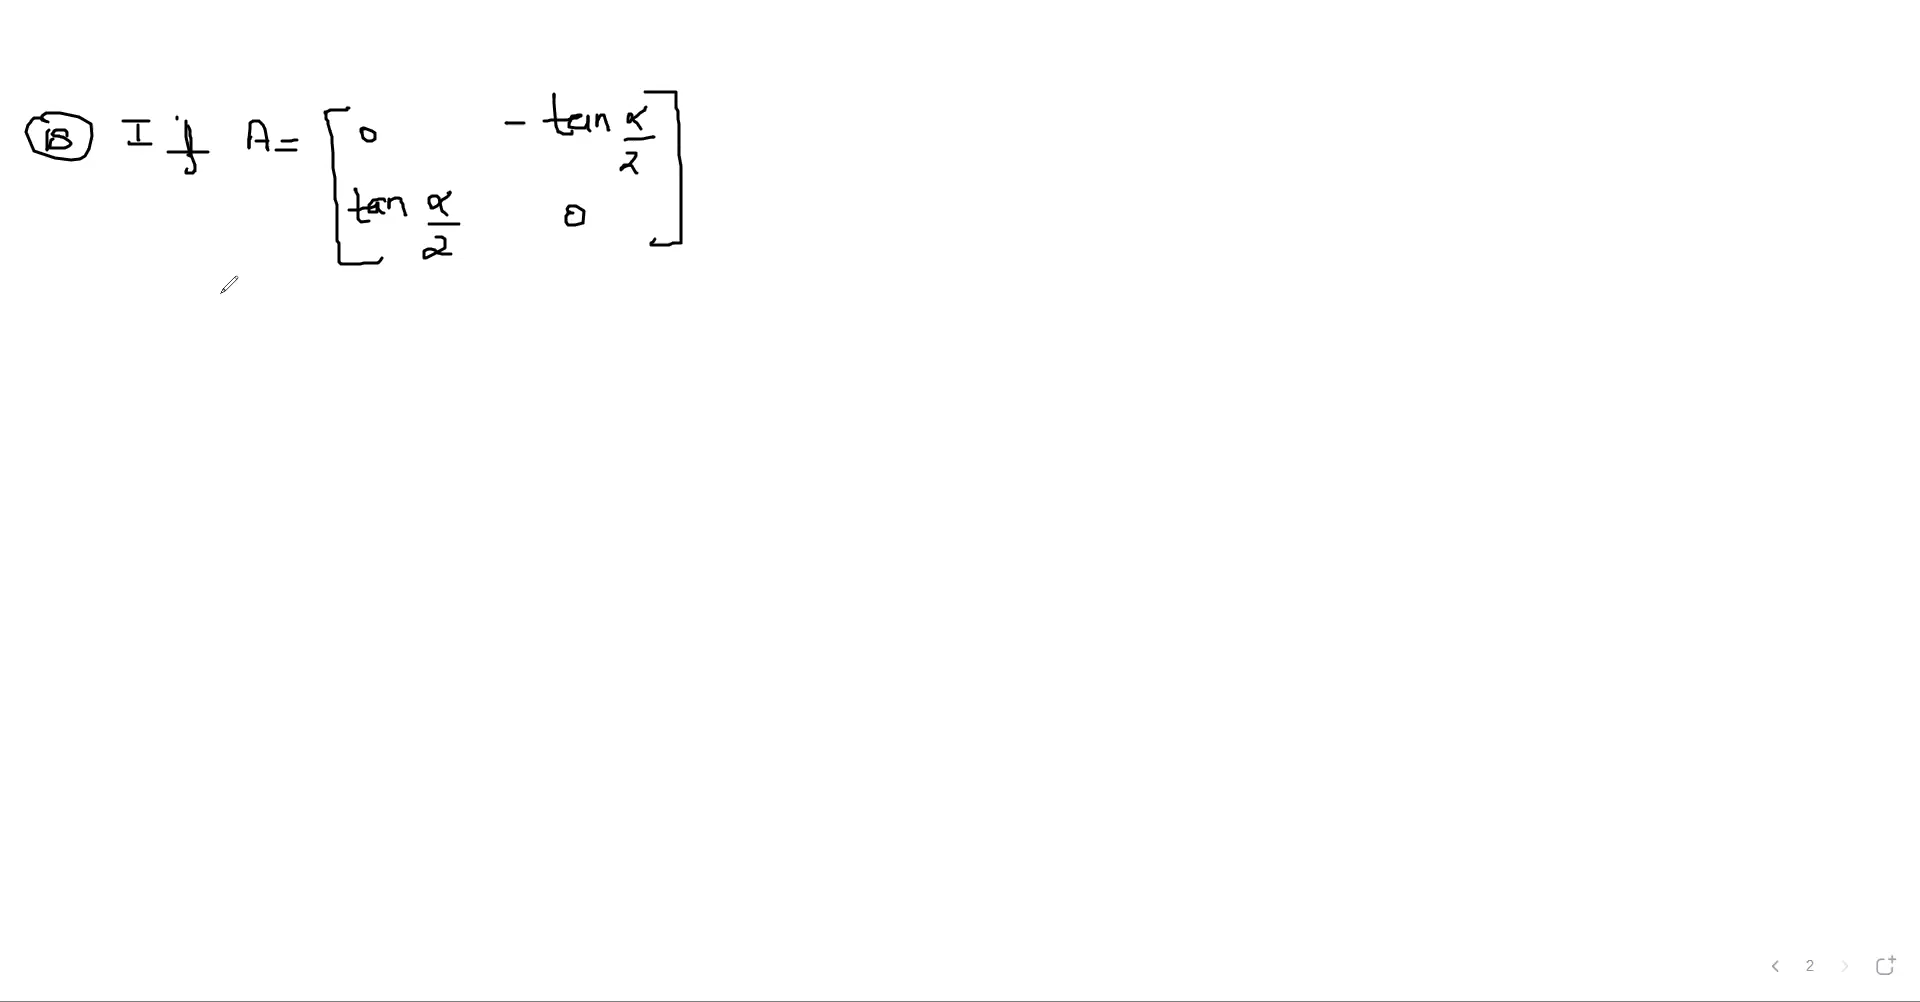 18 If A = [ 0 - tan α/2
tan α/2 0 ]
2